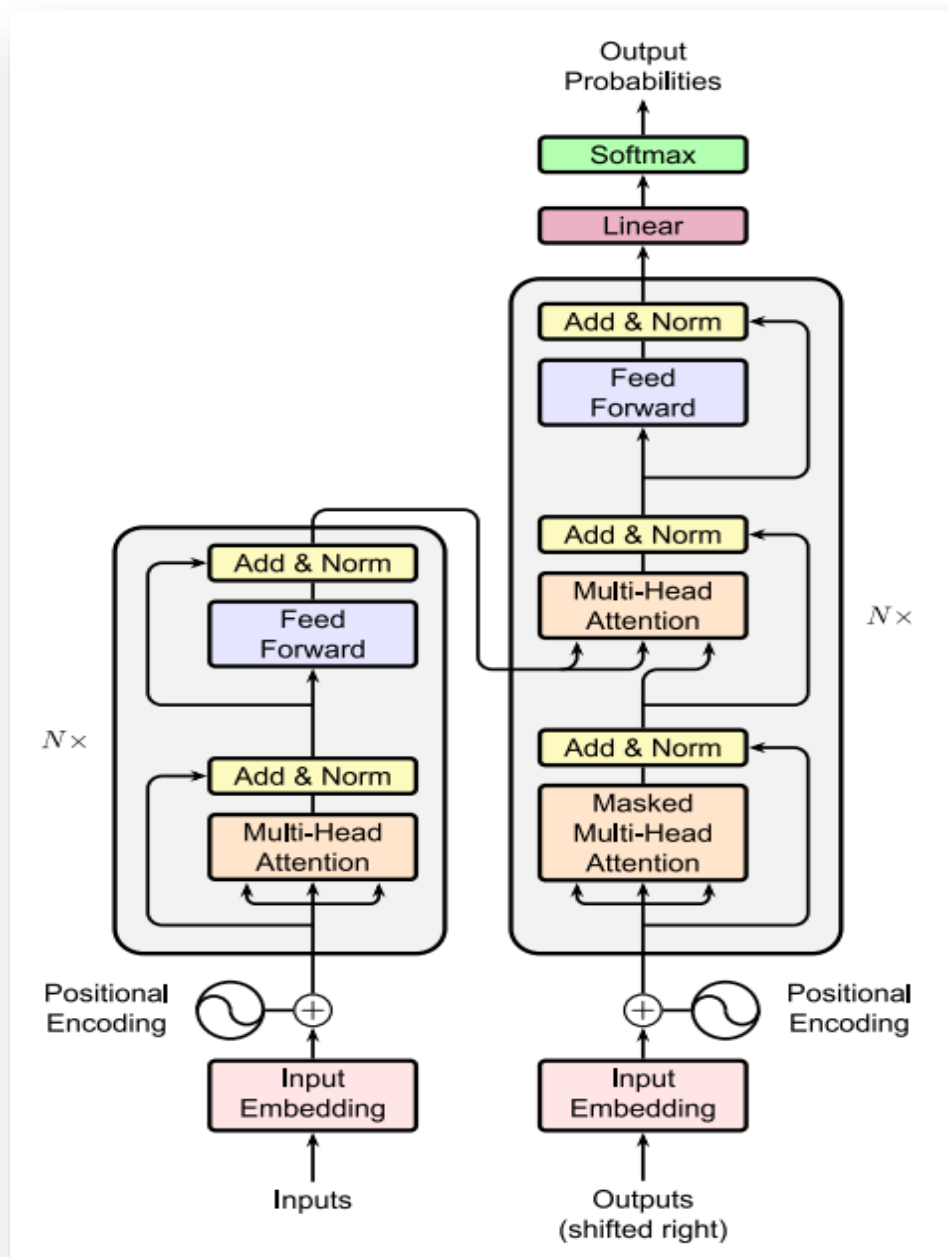 Output
Probabilities
Softmax
Linear
Add & Norm
Feed
Forward
Add & Norm
Multi-Head
Attention
N×
Add & Norm
Masked
Multi-Head
Attention
Add & Norm
Feed
Forward
N×
Add & Norm
Multi-Head
Attention
Positional
Encoding
Positional
Encoding
Input
Embedding
Input
Embedding
Inputs
Outputs
(shifted right)